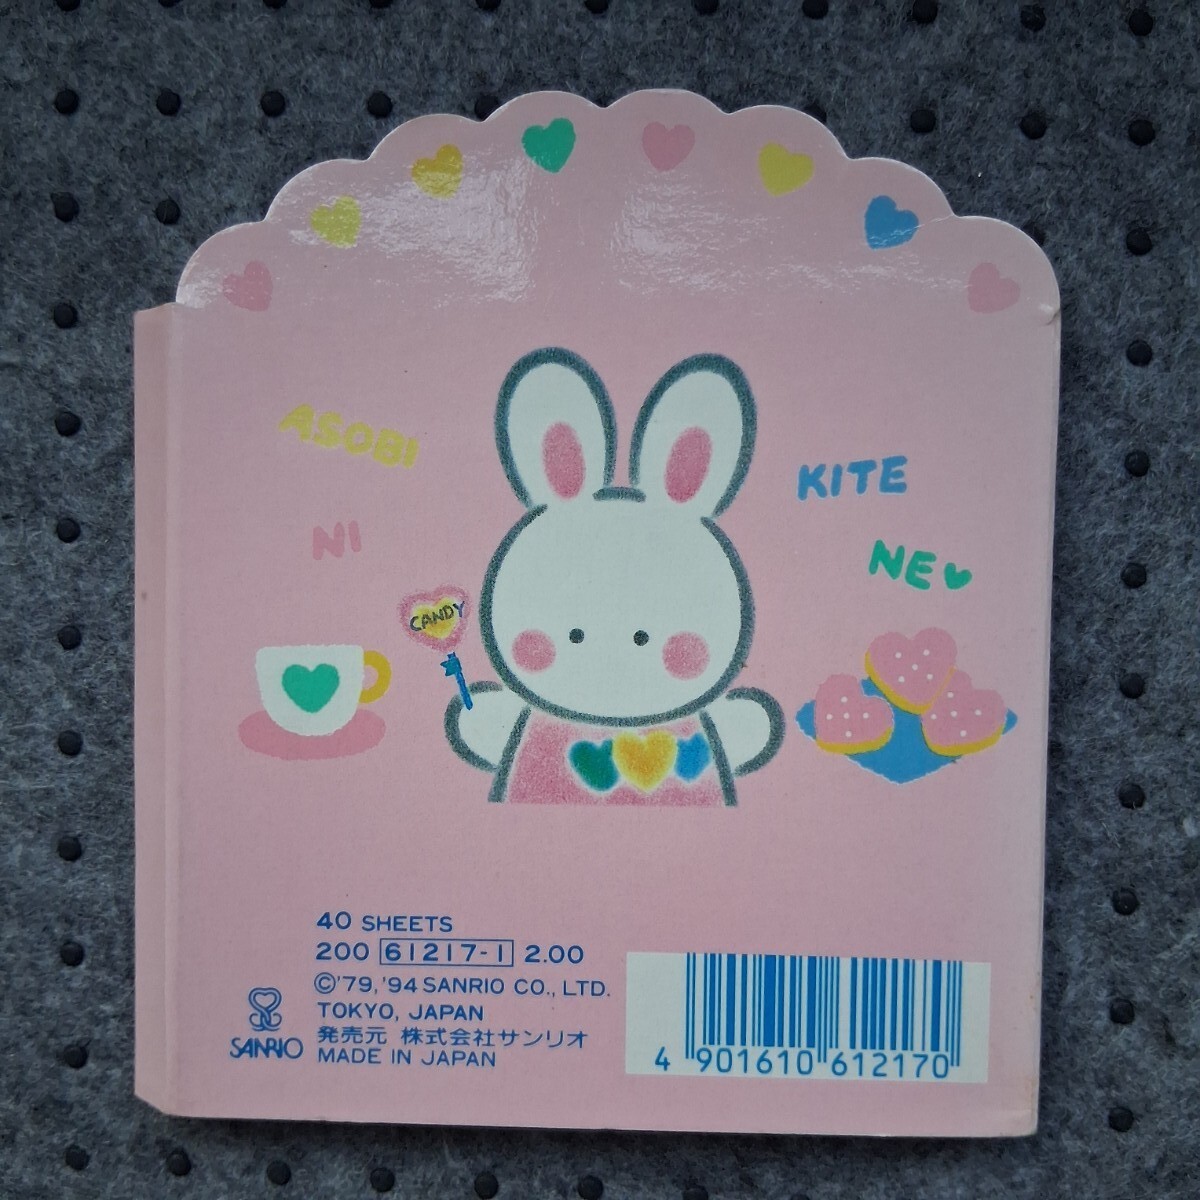 ASOBI
NI
KITE
NE
CANDY
40 SHEETS
200 61217-1 2.00
©'79,'94 SANRIO CO., LTD.
TOKYO, JAPAN
発売元 株式会社サンリオ
MADE IN JAPAN
SANRIO
4 901610 612170